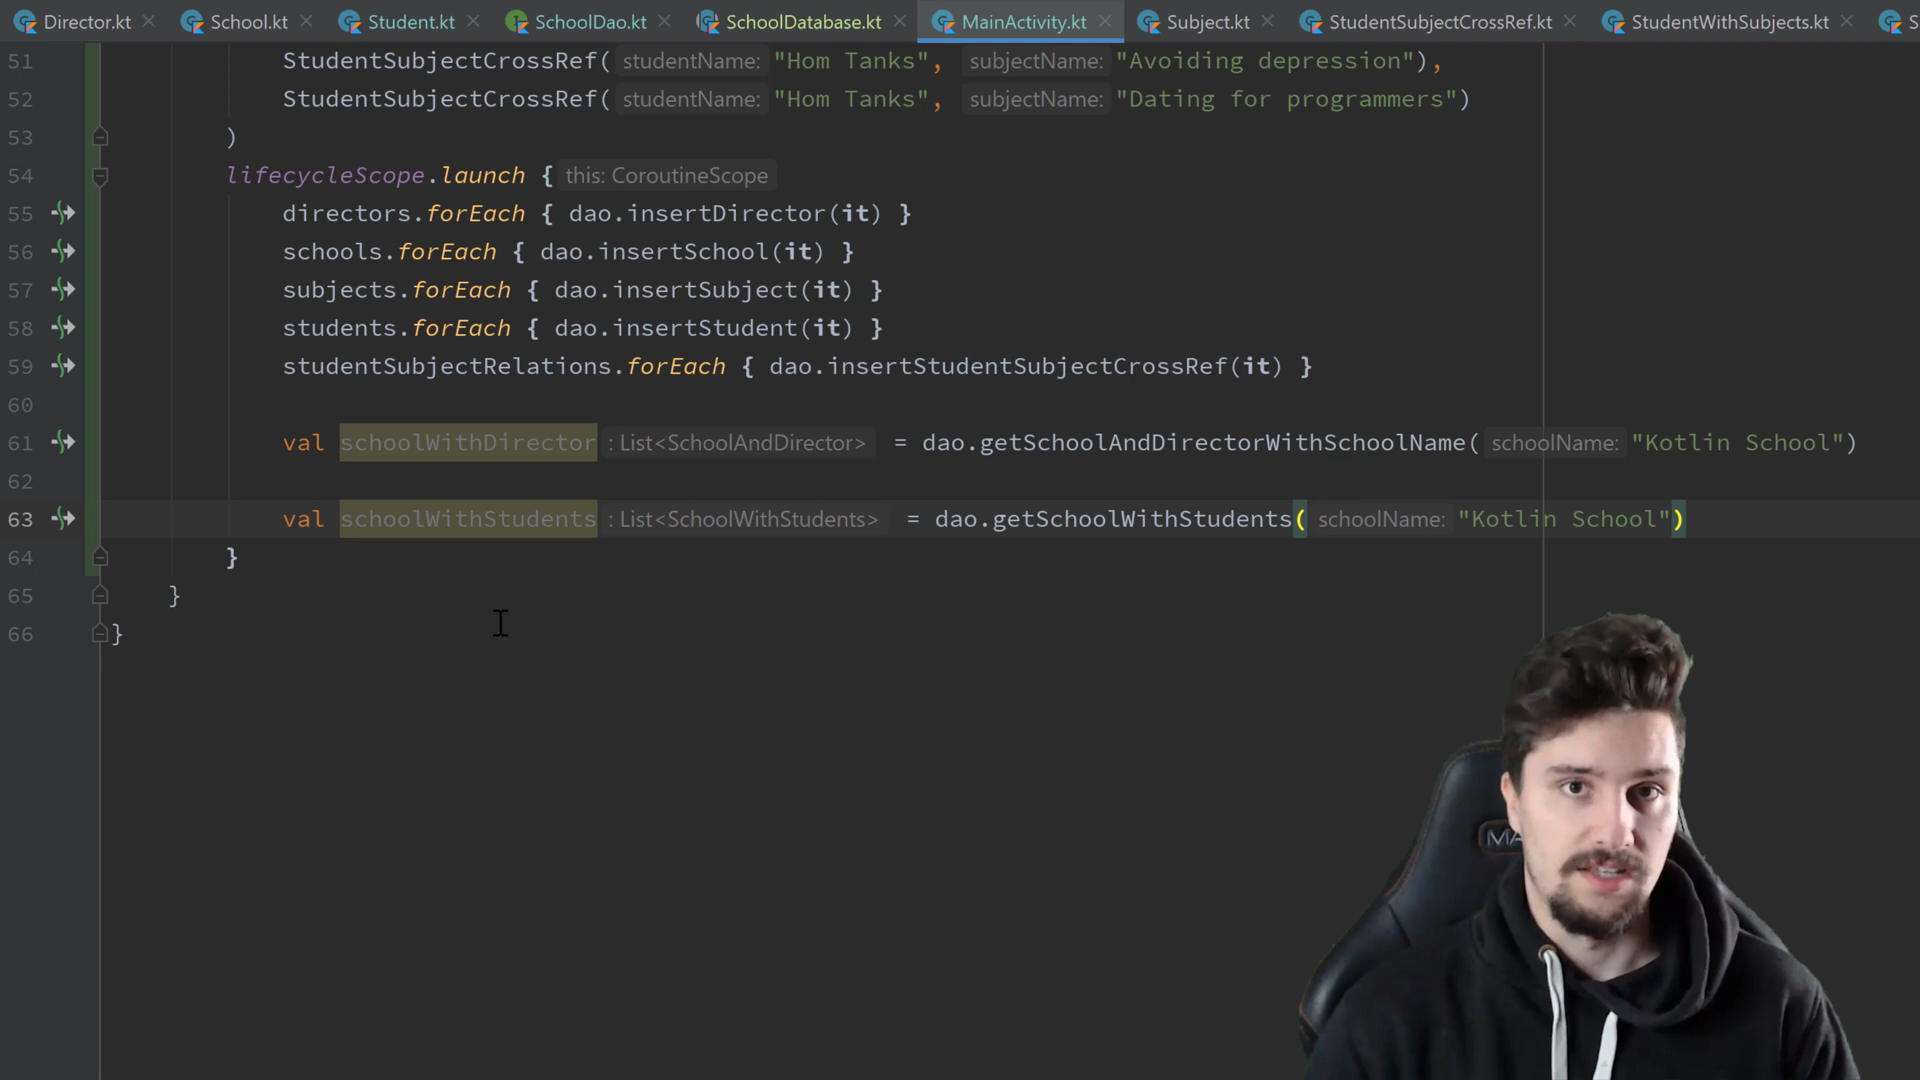 Director.kt School.kt Student.kt SchoolDao.kt SchoolDatabase.kt MainActivity.kt Subject.kt StudentSubjectCrossRef.kt StudentWithSubjects.kt S
51 StudentSubjectCrossRef( studentName: "Hom Tanks", subjectName: "Avoiding depression"),
52 StudentSubjectCrossRef( studentName: "Hom Tanks", subjectName: "Dating for programmers")
53 )
54 lifecycleScope.launch { this: CoroutineScope
55 directors.forEach { dao.insertDirector(it) }
56 schools.forEach { dao.insertSchool(it) }
57 subjects.forEach { dao.insertSubject(it) }
58 students.forEach { dao.insertStudent(it) }
59 studentSubjectRelations.forEach { dao.insertStudentSubjectCrossRef(it) }
60
61 val schoolWithDirector : List<SchoolAndDirector> = dao.getSchoolAndDirectorWithSchoolName( schoolName: "Kotlin School")
62
63 val schoolWithStudents : List<SchoolWithStudents> = dao.getSchoolWithStudents( schoolName: "Kotlin School")
64 }
65 }
66 }